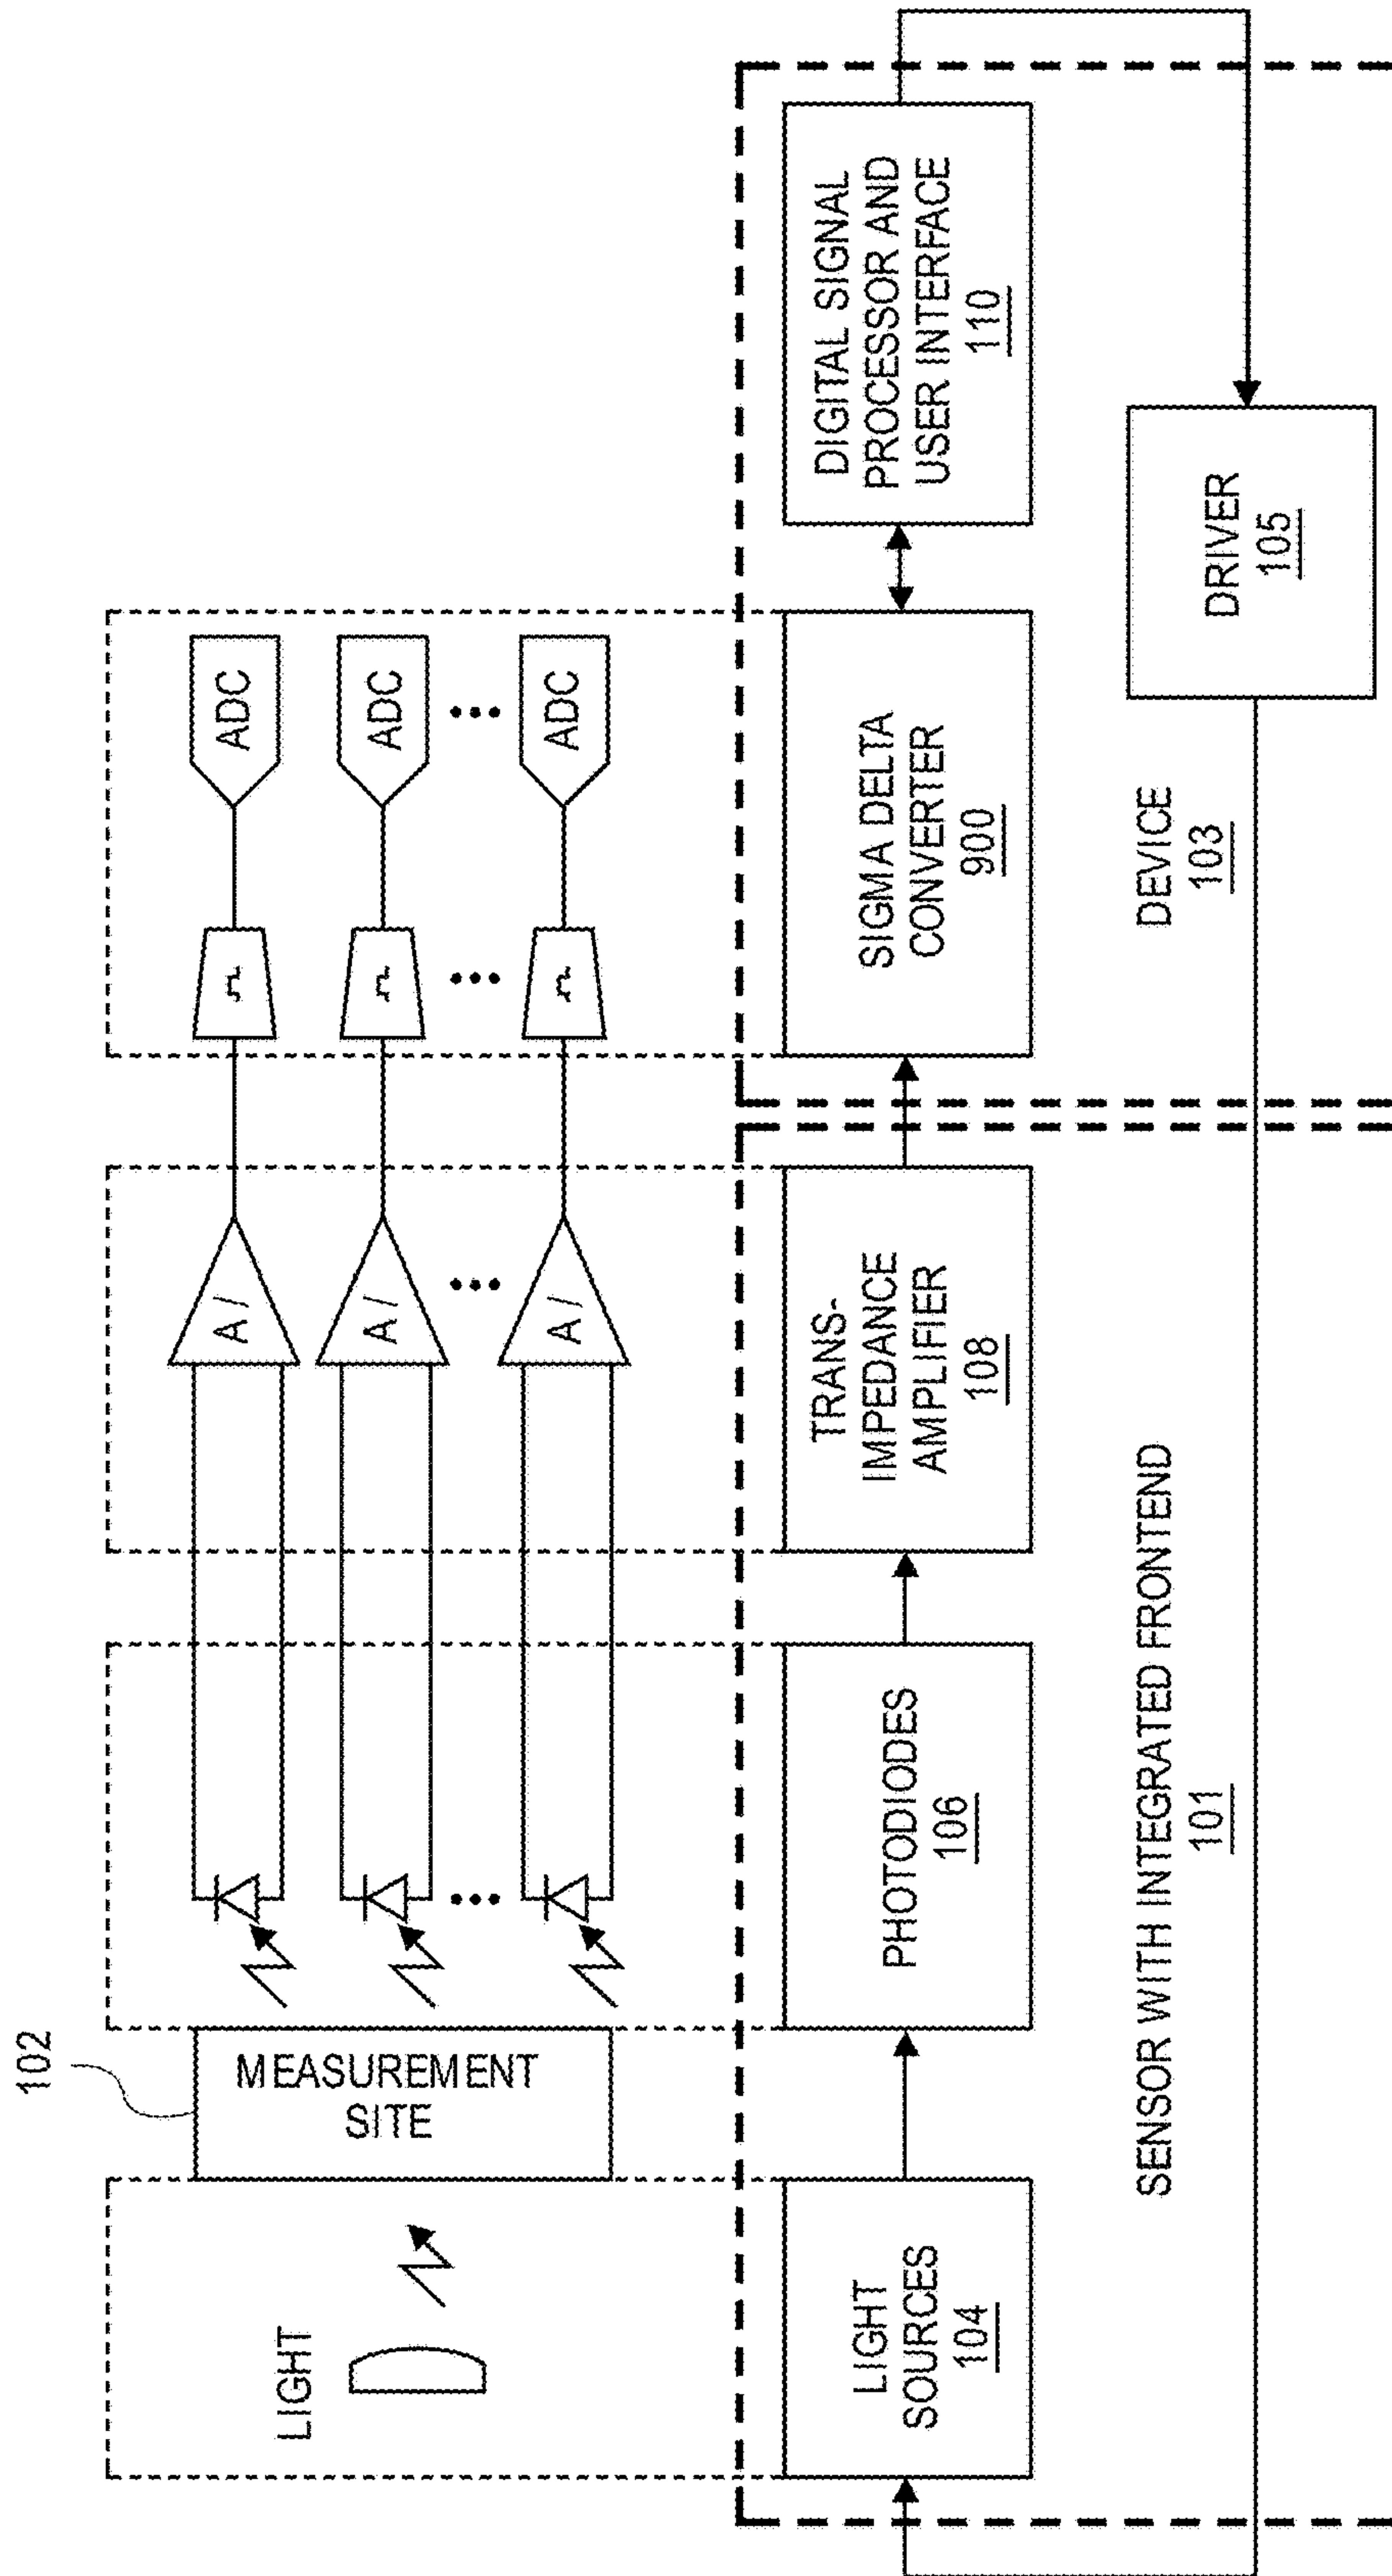 102
LIGHT
MEASUREMENT
SITE
A /
A /
A /
ADC
ADC
ADC
LIGHT
SOURCES
104
PHOTODIODES
106
TRANS-
IMPEDANCE
AMPLIFIER
108
SIGMA DELTA
CONVERTER
900
DIGITAL SIGNAL
PROCESSOR AND
USER INTERFACE
110
SENSOR WITH INTEGRATED FRONTEND
101
DEVICE
103
DRIVER
105